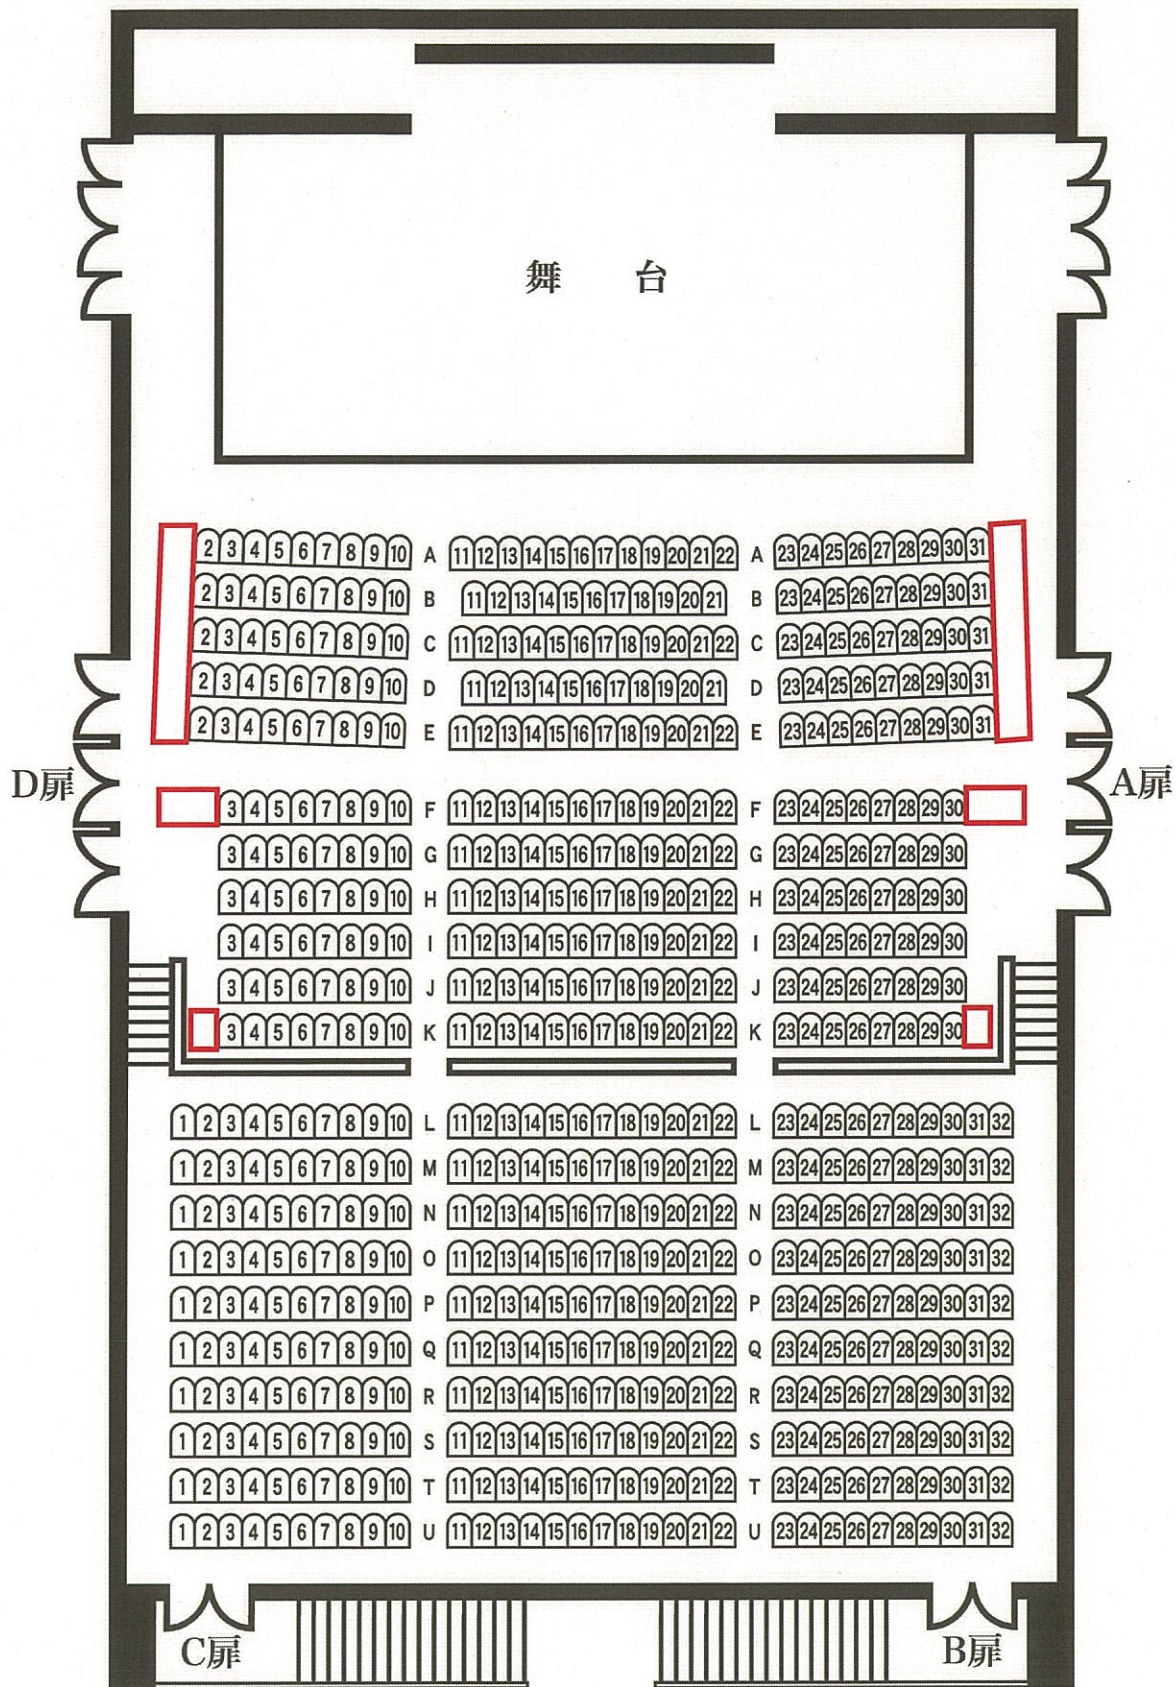 舞 台
2 3 4 5 6 7 8 9 10 A 11 12 13 14 15 16 17 18 19 20 21 22 A 23 24 25 26 27 28 29 30 31
2 3 4 5 6 7 8 9 10 B 11 12 13 14 15 16 17 18 19 20 21 B 23 24 25 26 27 28 29 30 31
2 3 4 5 6 7 8 9 10 C 11 12 13 14 15 16 17 18 19 20 21 22 C 23 24 25 26 27 28 29 30 31
2 3 4 5 6 7 8 9 10 D 11 12 13 14 15 16 17 18 19 20 21 D 23 24 25 26 27 28 29 30 31
2 3 4 5 6 7 8 9 10 E 11 12 13 14 15 16 17 18 19 20 21 22 E 23 24 25 26 27 28 29 30 31
D扉 A扉
3 4 5 6 7 8 9 10 F 11 12 13 14 15 16 17 18 19 20 21 22 F 23 24 25 26 27 28 29 30
3 4 5 6 7 8 9 10 G 11 12 13 14 15 16 17 18 19 20 21 22 G 23 24 25 26 27 28 29 30
3 4 5 6 7 8 9 10 H 11 12 13 14 15 16 17 18 19 20 21 22 H 23 24 25 26 27 28 29 30
3 4 5 6 7 8 9 10 I 11 12 13 14 15 16 17 18 19 20 21 22 I 23 24 25 26 27 28 29 30
3 4 5 6 7 8 9 10 J 11 12 13 14 15 16 17 18 19 20 21 22 J 23 24 25 26 27 28 29 30
3 4 5 6 7 8 9 10 K 11 12 13 14 15 16 17 18 19 20 21 22 K 23 24 25 26 27 28 29 30
1 2 3 4 5 6 7 8 9 10 L 11 12 13 14 15 16 17 18 19 20 21 22 L 23 24 25 26 27 28 29 30 31 32
1 2 3 4 5 6 7 8 9 10 M 11 12 13 14 15 16 17 18 19 20 21 22 M 23 24 25 26 27 28 29 30 31 32
1 2 3 4 5 6 7 8 9 10 N 11 12 13 14 15 16 17 18 19 20 21 22 N 23 24 25 26 27 28 29 30 31 32
1 2 3 4 5 6 7 8 9 10 O 11 12 13 14 15 16 17 18 19 20 21 22 O 23 24 25 26 27 28 29 30 31 32
1 2 3 4 5 6 7 8 9 10 P 11 12 13 14 15 16 17 18 19 20 21 22 P 23 24 25 26 27 28 29 30 31 32
1 2 3 4 5 6 7 8 9 10 Q 11 12 13 14 15 16 17 18 19 20 21 22 Q 23 24 25 26 27 28 29 30 31 32
1 2 3 4 5 6 7 8 9 10 R 11 12 13 14 15 16 17 18 19 20 21 22 R 23 24 25 26 27 28 29 30 31 32
1 2 3 4 5 6 7 8 9 10 S 11 12 13 14 15 16 17 18 19 20 21 22 S 23 24 25 26 27 28 29 30 31 32
1 2 3 4 5 6 7 8 9 10 T 11 12 13 14 15 16 17 18 19 20 21 22 T 23 24 25 26 27 28 29 30 31 32
1 2 3 4 5 6 7 8 9 10 U 11 12 13 14 15 16 17 18 19 20 21 22 U 23 24 25 26 27 28 29 30 31 32
C扉 B扉